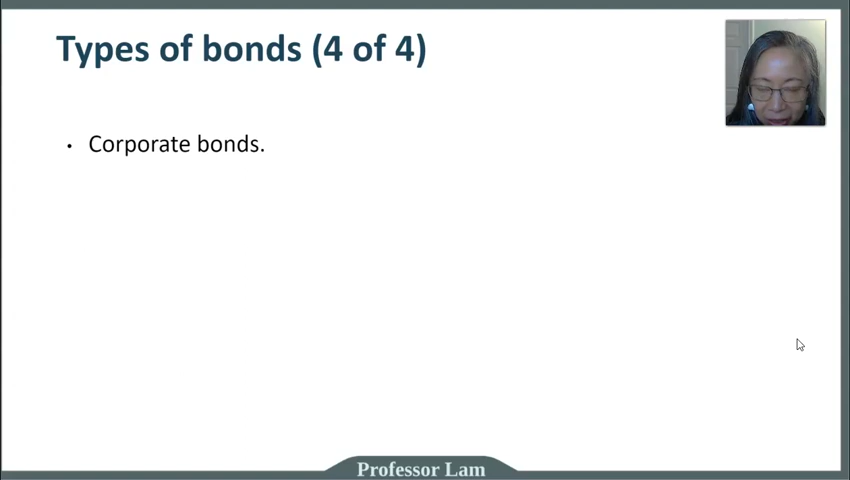 Types of bonds (4 of 4)
• Corporate bonds.
Professor Lam